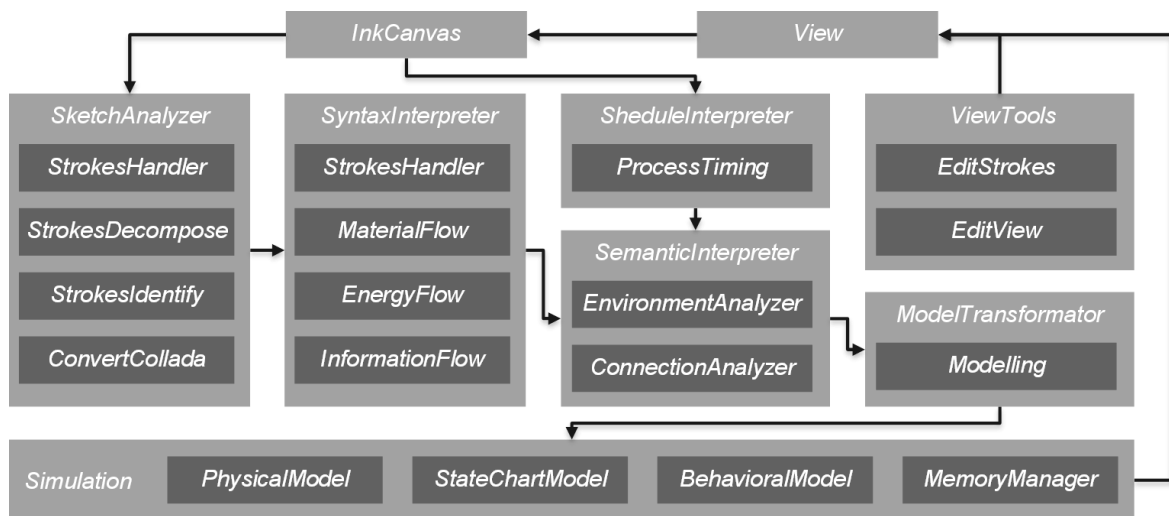 InkCanvas
View
SketchAnalyzer
StrokesHandler
StrokesDecompose
StrokesIdentify
ConvertCollada
SyntaxInterpreter
StrokesHandler
MaterialFlow
EnergyFlow
InformationFlow
SheduleInterpreter
ProcessTiming
SemanticInterpreter
EnvironmentAnalyzer
ConnectionAnalyzer
ViewTools
EditStrokes
EditView
ModelTransformator
Modelling
Simulation
PhysicalModel
StateChartModel
BehavioralModel
MemoryManager